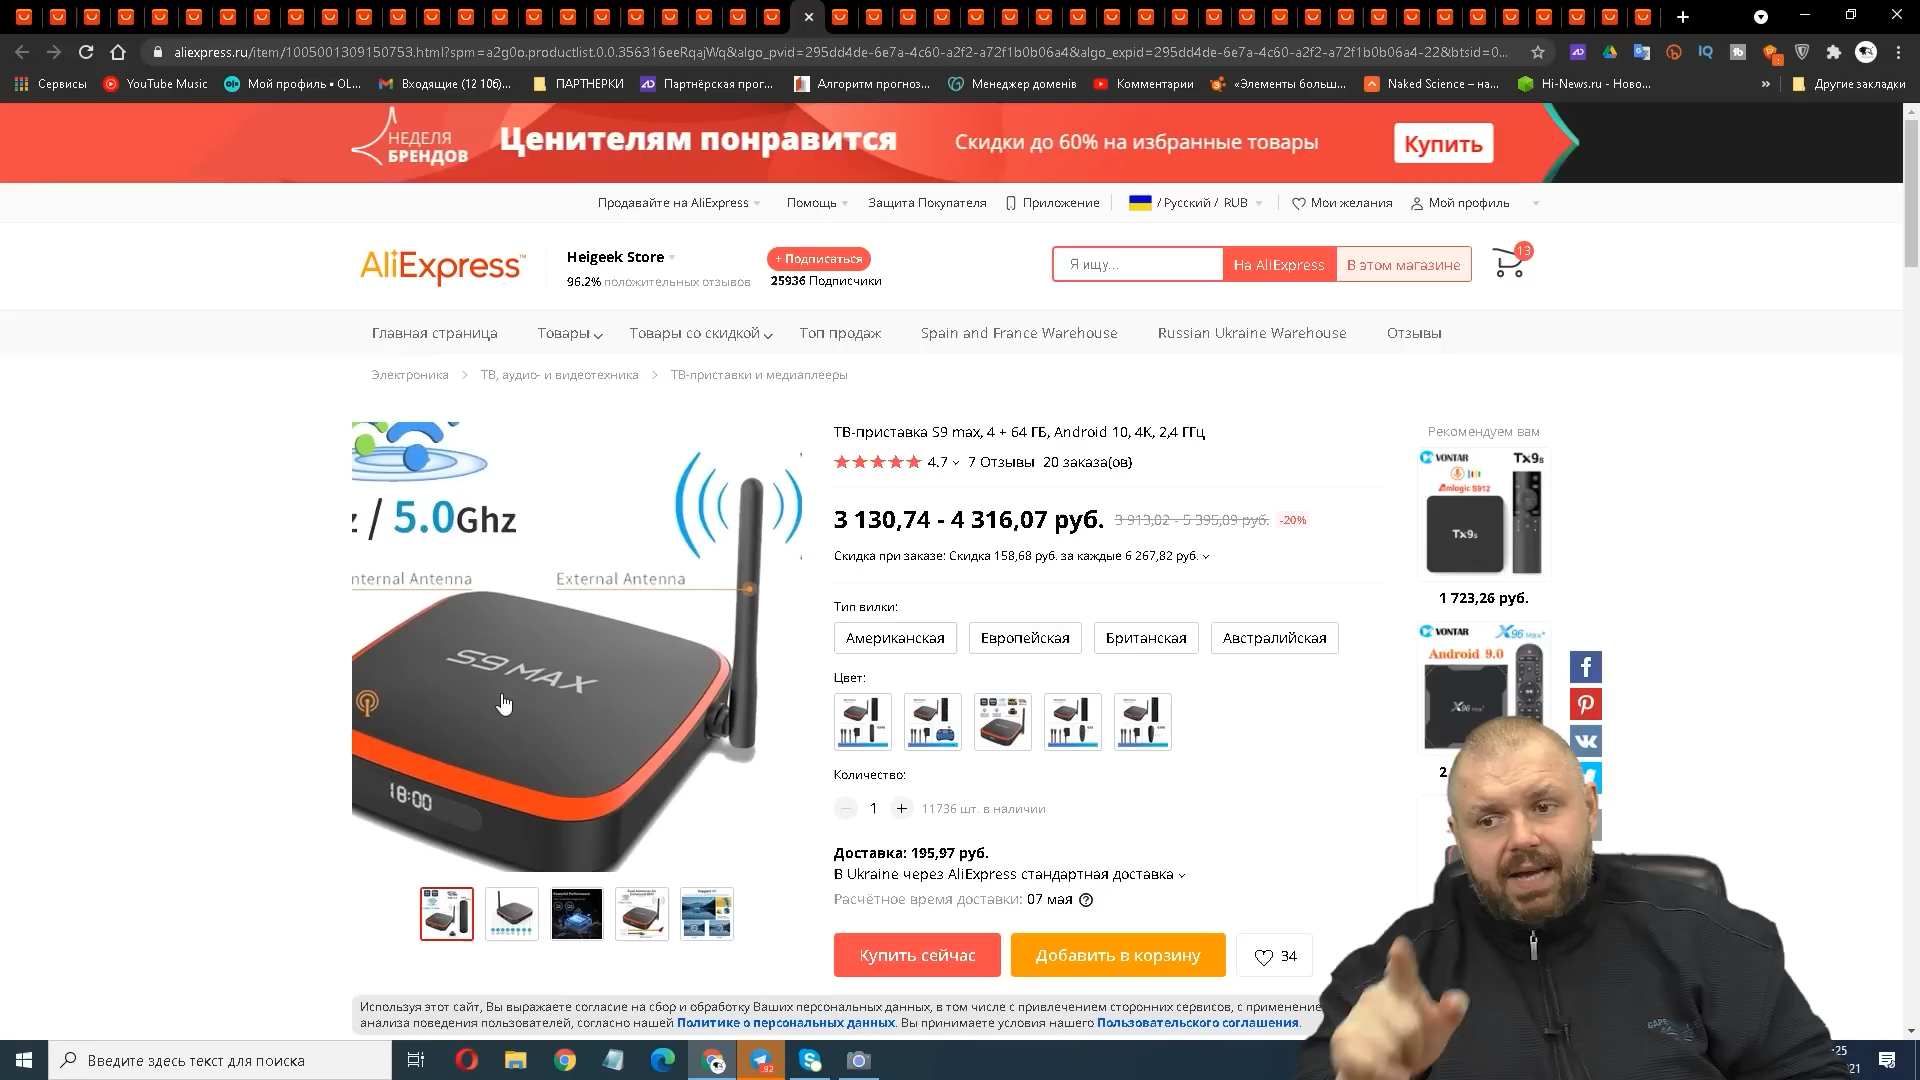 aliexpress.ru/item/1005001309150753.html?spm=a2g0o.productlist.0.0.356316eeRqajWq&algo_pvid=295dd4de-6e7a-4c60-a2f2-a72f1b0b06a4&algo_expid=295dd4de-6e7a-4c60-a2f2-a72f1b0b06a4-22&btsid=0...
Сервисы YouTube Music Мой профиль • OL... Входящие (12 106)... ПАРТНЕРКИ Партнёрская прог... Алгоритм прогноз... Менеджер доменів Комментарии «Элементы больш... Naked Science – на... Hi-News.ru - Ново... » Другие закладки
НЕДЕЛЯ
БРЕНДОВ
Ценителям понравится
Скидки до 60% на избранные товары
Купить
Продавайте на AliExpress Помощь Защита Покупателя Приложение / Русский / RUB Мои желания Мой профиль
AliExpress™
Heigeek Store
96.2% положительных отзывов
+ Подписаться
25936 Подписчики
Я ищу... На AliExpress В этом магазине
13
Главная страница Товары Товары со скидкой Топ продаж Spain and France Warehouse Russian Ukraine Warehouse Отзывы
Электроника > ТВ, аудио- и видеотехника > ТВ-приставки и медиаплееры
z / 5.0Ghz
nternal Antenna External Antenna
S9 MAX
18:00
ТВ-приставка S9 max, 4 + 64 ГБ, Android 10, 4K, 2,4 ГГц
4.7 7 Отзывы 20 заказа(ов)
3 130,74 - 4 316,07 руб. 3 913,02 - 5 395,09 руб. -20%
Скидка при заказе: Скидка 158,68 руб. за каждые 6 267,82 руб.
Тип вилки:
Американская Европейская Британская Австралийская
Цвет:
Количество:
1 + 11736 шт. в наличии
Доставка: 195,97 руб.
В Ukraine через AliExpress стандартная доставка
Расчётное время доставки: 07 мая
Купить сейчас Добавить в корзину 34
Рекомендуем вам
VONTAR Tx9s
Amlogic S912
Tx9s
1 723,26 руб.
VONTAR X96 Max+
Android 9.0
X96 Max+
2
Используя этот сайт, Вы выражаете согласие на сбор и обработку Ваших персональных данных, в том числе с привлечением сторонних сервисов, с применение
анализа поведения пользователей, согласно нашей Политике о персональных данных. Вы принимаете условия нашего Пользовательского соглашения.
Введите здесь текст для поиска
92
:25
21